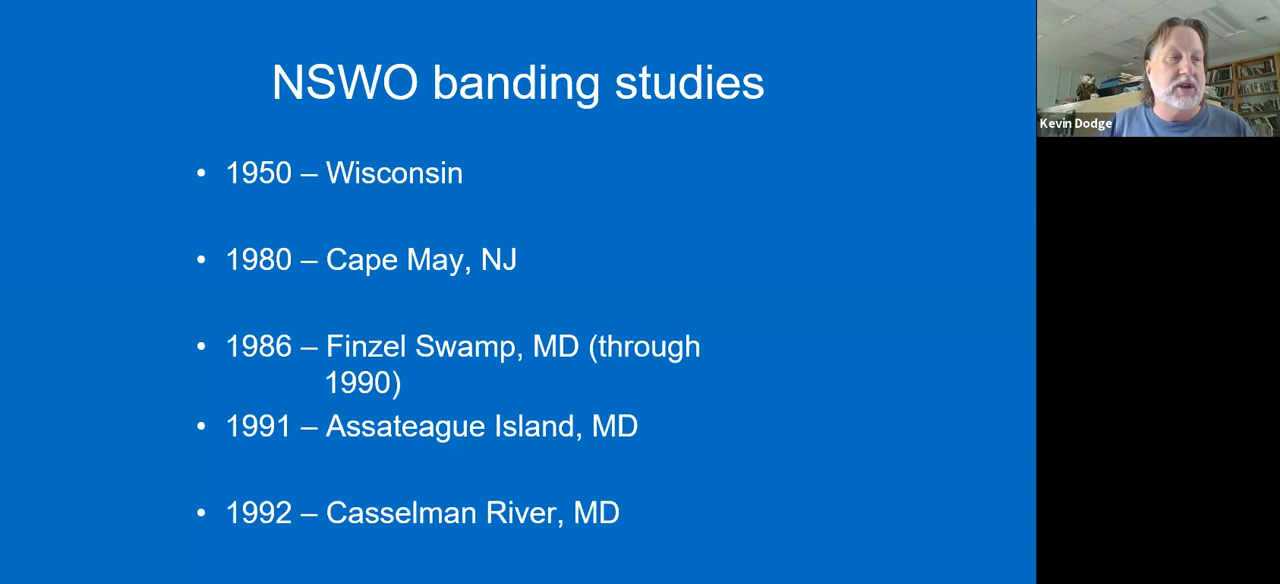 NSWO banding studies
• 1950 – Wisconsin
• 1980 – Cape May, NJ
• 1986 – Finzel Swamp, MD (through
1990)
• 1991 – Assateague Island, MD
• 1992 – Casselman River, MD
Kevin Dodge